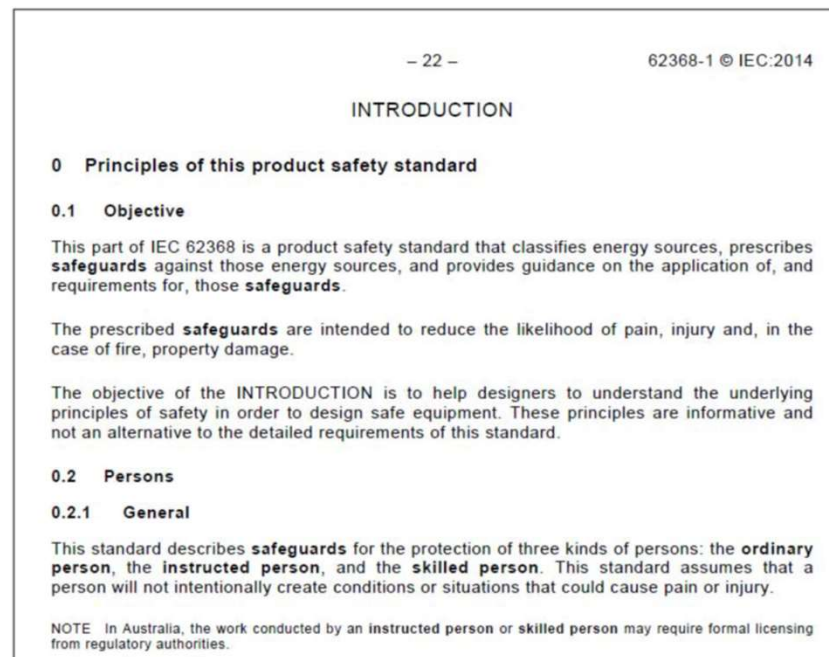 – 22 –
62368-1 © IEC:2014
INTRODUCTION
0 Principles of this product safety standard
0.1 Objective
This part of IEC 62368 is a product safety standard that classifies energy sources, prescribes
safeguards against those energy sources, and provides guidance on the application of, and
requirements for, those safeguards.
The prescribed safeguards are intended to reduce the likelihood of pain, injury and, in the
case of fire, property damage.
The objective of the INTRODUCTION is to help designers to understand the underlying
principles of safety in order to design safe equipment. These principles are informative and
not an alternative to the detailed requirements of this standard.
0.2 Persons
0.2.1 General
This standard describes safeguards for the protection of three kinds of persons: the ordinary
person, the instructed person, and the skilled person. This standard assumes that a
person will not intentionally create conditions or situations that could cause pain or injury.
NOTE In Australia, the work conducted by an instructed person or skilled person may require formal licensing
from regulatory authorities.